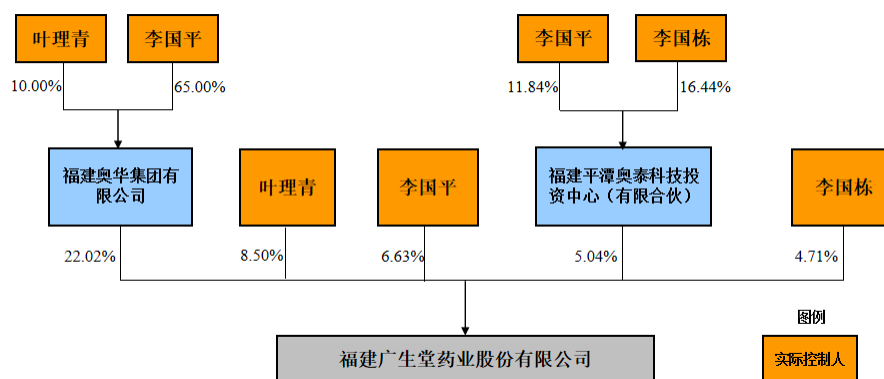 叶理青
李国平
李国平
李国栋
10.00%
65.00%
11.84%
16.44%
福建奥华集团有
限公司
叶理青
李国平
福建平潭奥泰科技投
资中心（有限合伙）
李国栋
22.02%
8.50%
6.63%
5.04%
4.71%
图例
福建广生堂药业股份有限公司
实际控制人